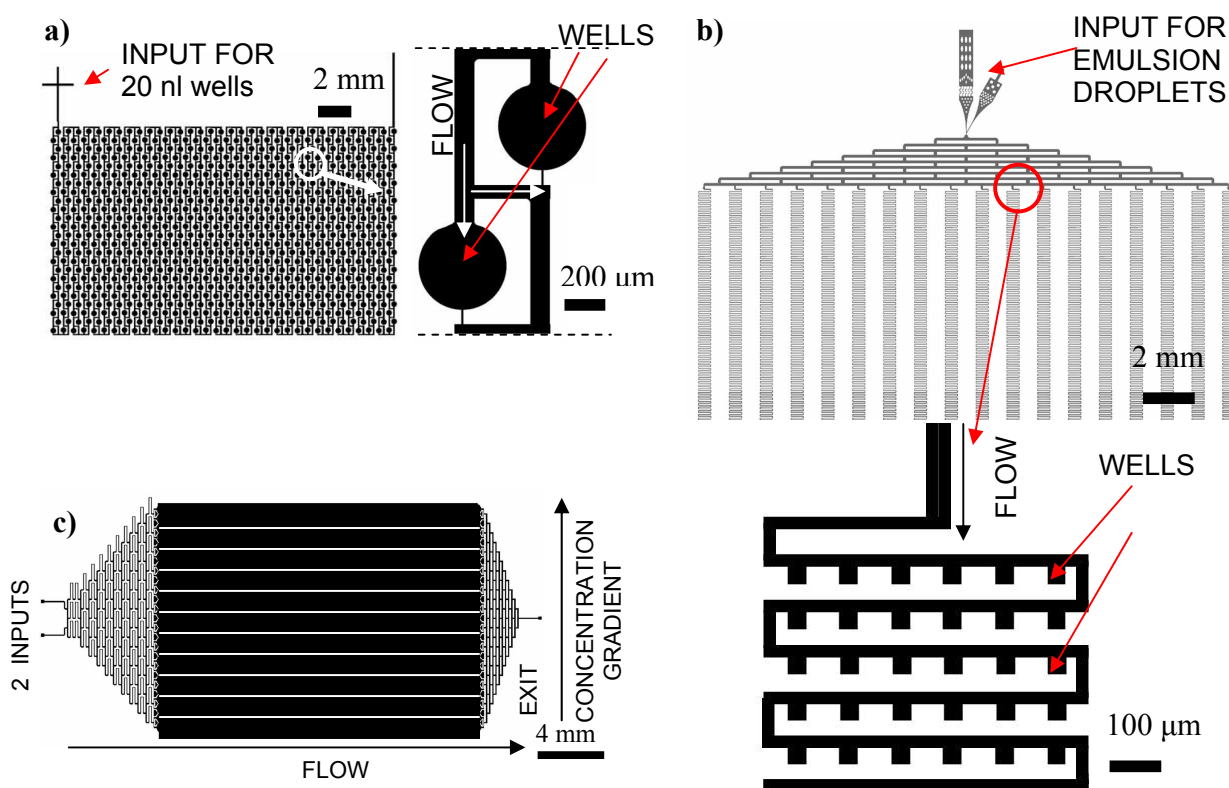 a)
INPUT FOR
20 nl wells
2 mm
WELLS
FLOW
200 μm
b)
INPUT FOR
EMULSION
DROPLETS
2 mm
FLOW
WELLS
100 μm
c)
2 INPUTS
EXIT
CONCENTRATION
GRADIENT
4 mm
FLOW